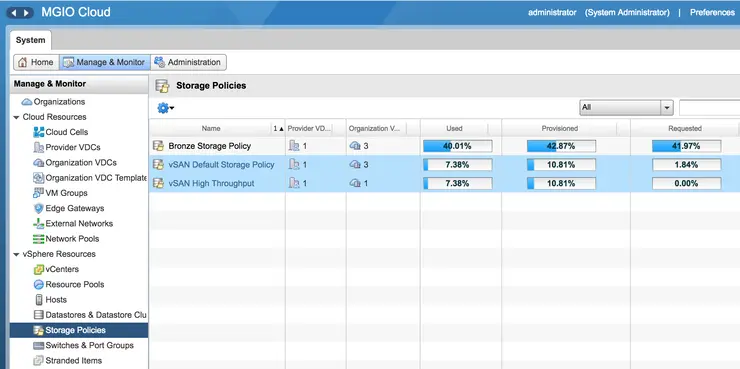 MGIO Cloud
administrator (System Administrator) | Preferences
System
Home Manage & Monitor Administration
Manage & Monitor
Organizations
Cloud Resources
Cloud Cells
Provider VDCs
Organization VDCs
Organization VDC Template
VM Groups
Edge Gateways
External Networks
Network Pools
vSphere Resources
vCenters
Resource Pools
Hosts
Datastores & Datastore Clu
Storage Policies
Switches & Port Groups
Stranded Items
Storage Policies
All
Name 1 ▲ Provider VD... Organization V... Used Provisioned Requested
Bronze Storage Policy 1 3 40.01% 42.87% 41.97%
vSAN Default Storage Policy 1 3 7.38% 10.81% 1.84%
vSAN High Throughput 1 1 7.38% 10.81% 0.00%